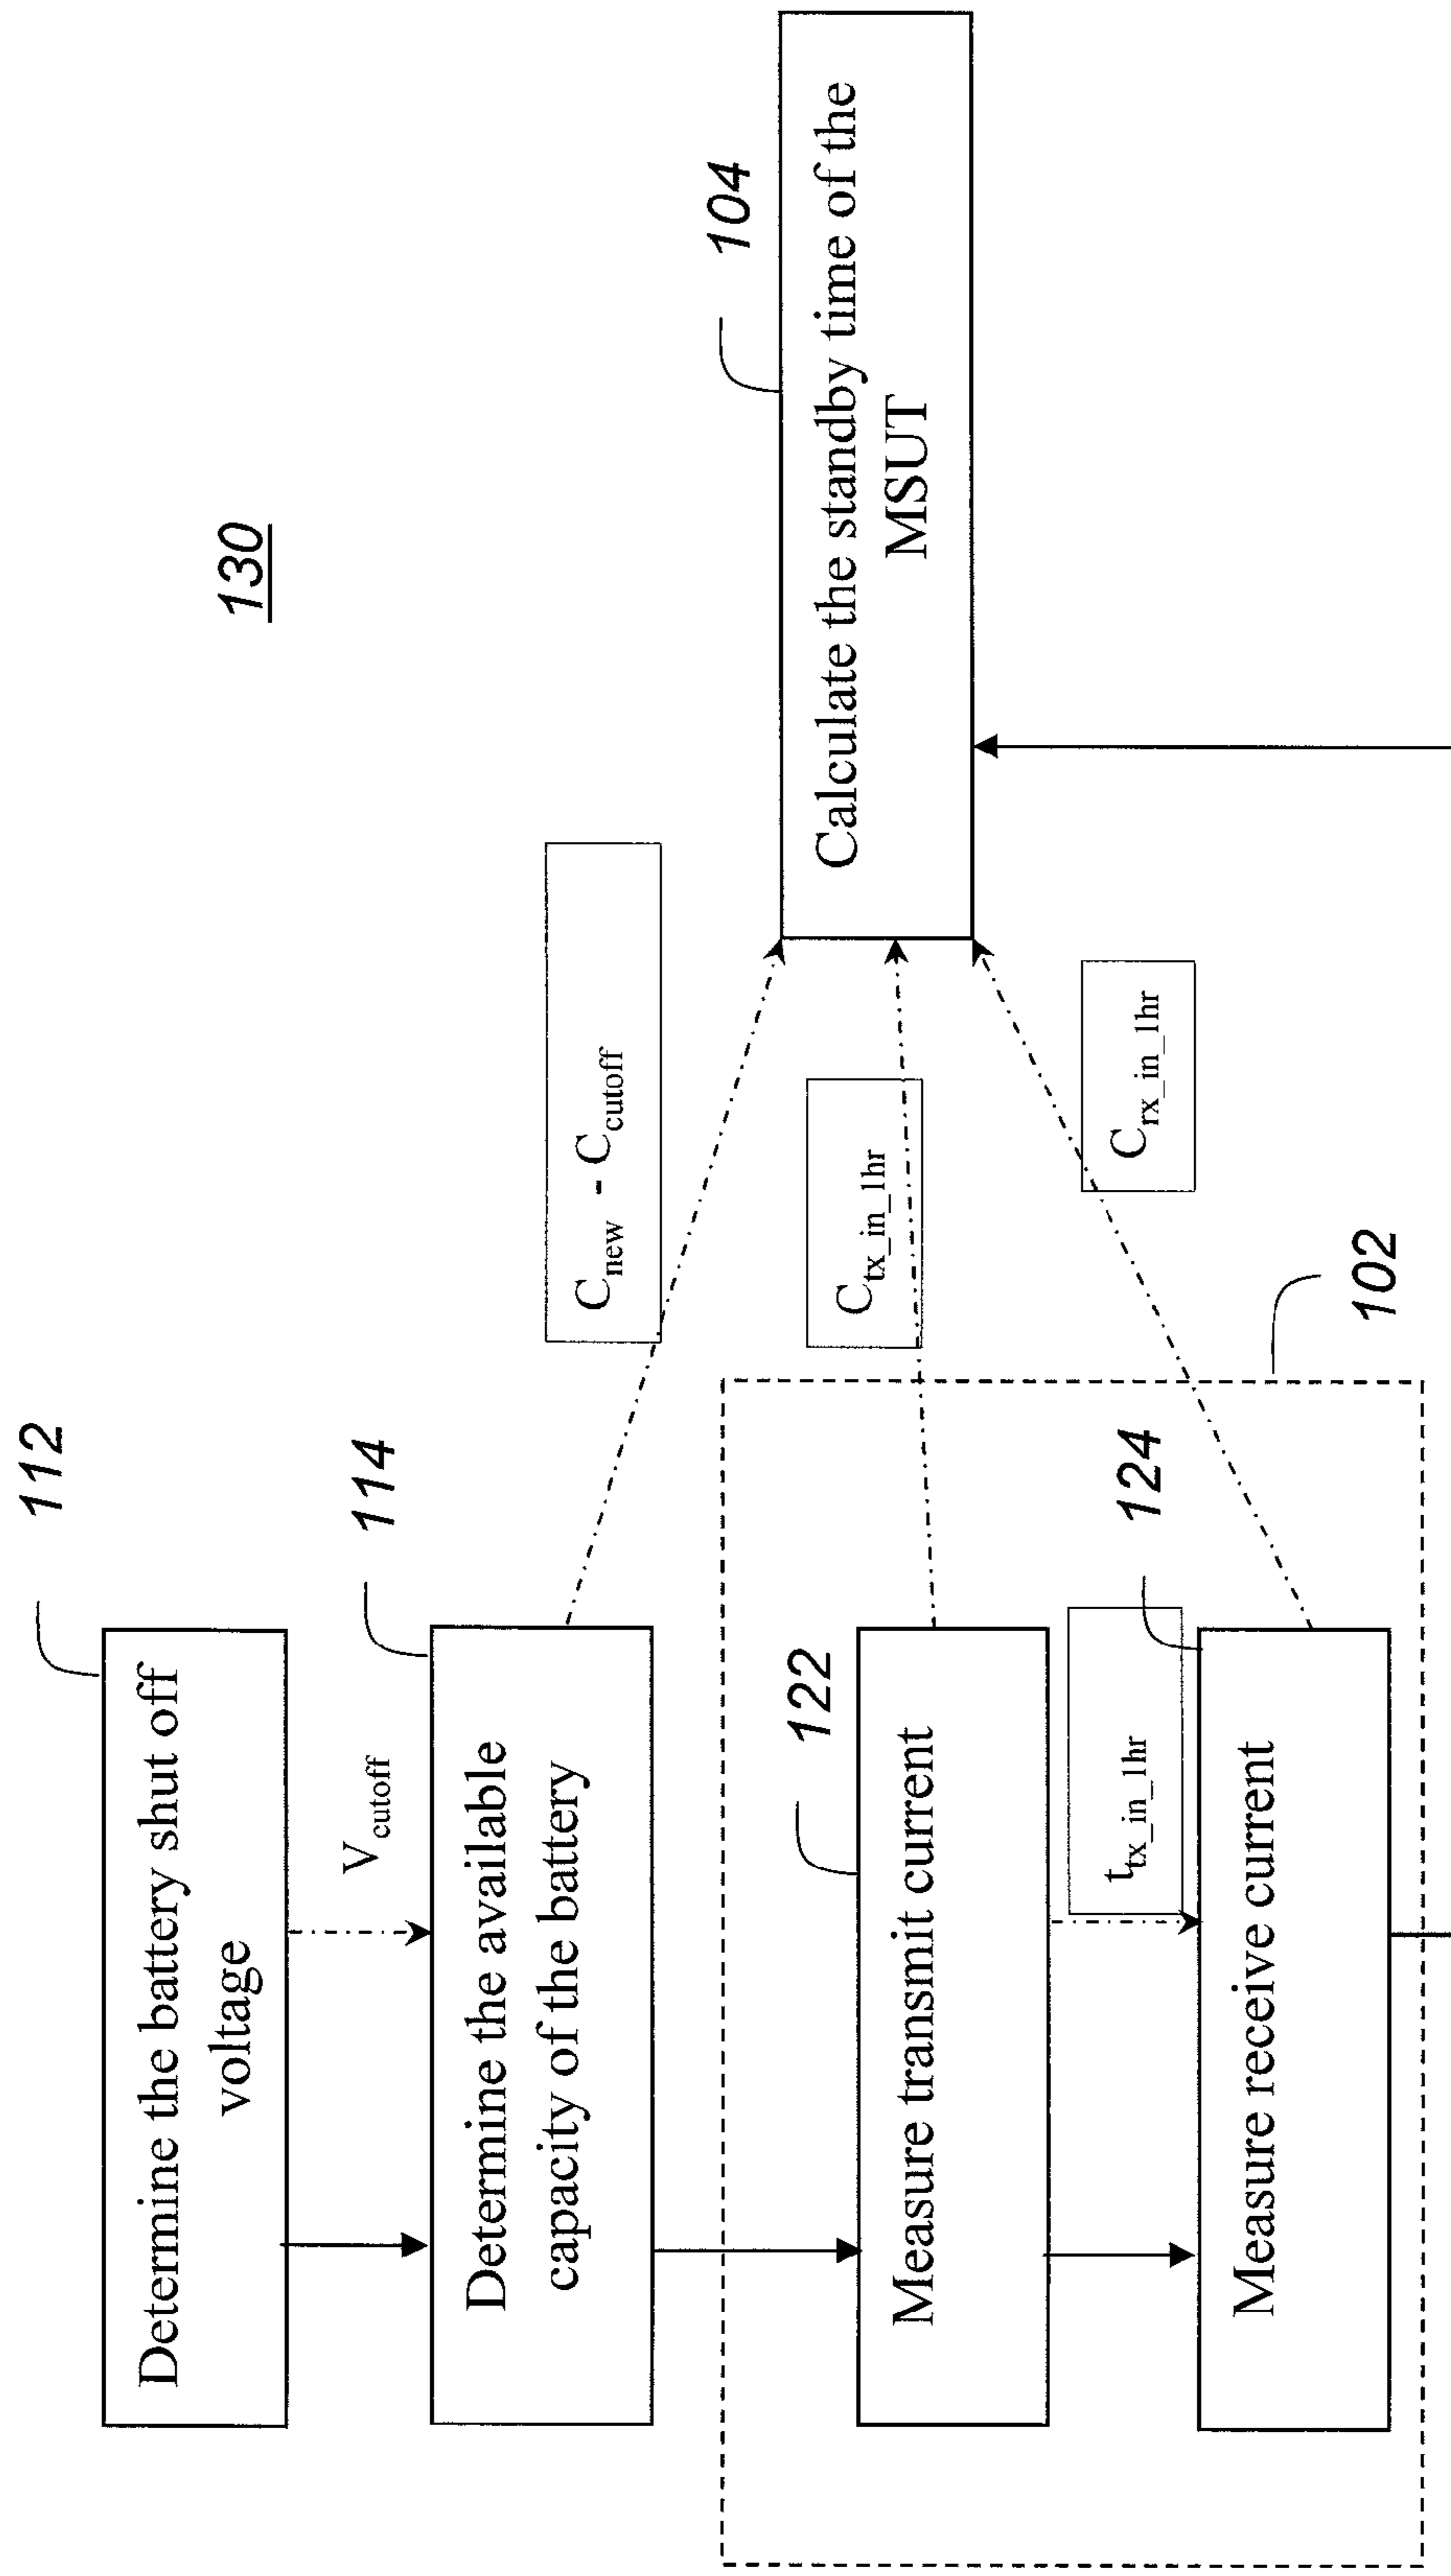 130
112
Determine the battery shut off
voltage
V_cutoff
114
Determine the available
capacity of the battery
C_new - C_cutoff
104
Calculate the standby time of the
MSUT
C_tx_in_1hr
122
Measure transmit current
t_tx_in_1hr
124
Measure receive current
C_rx_in_1hr
102